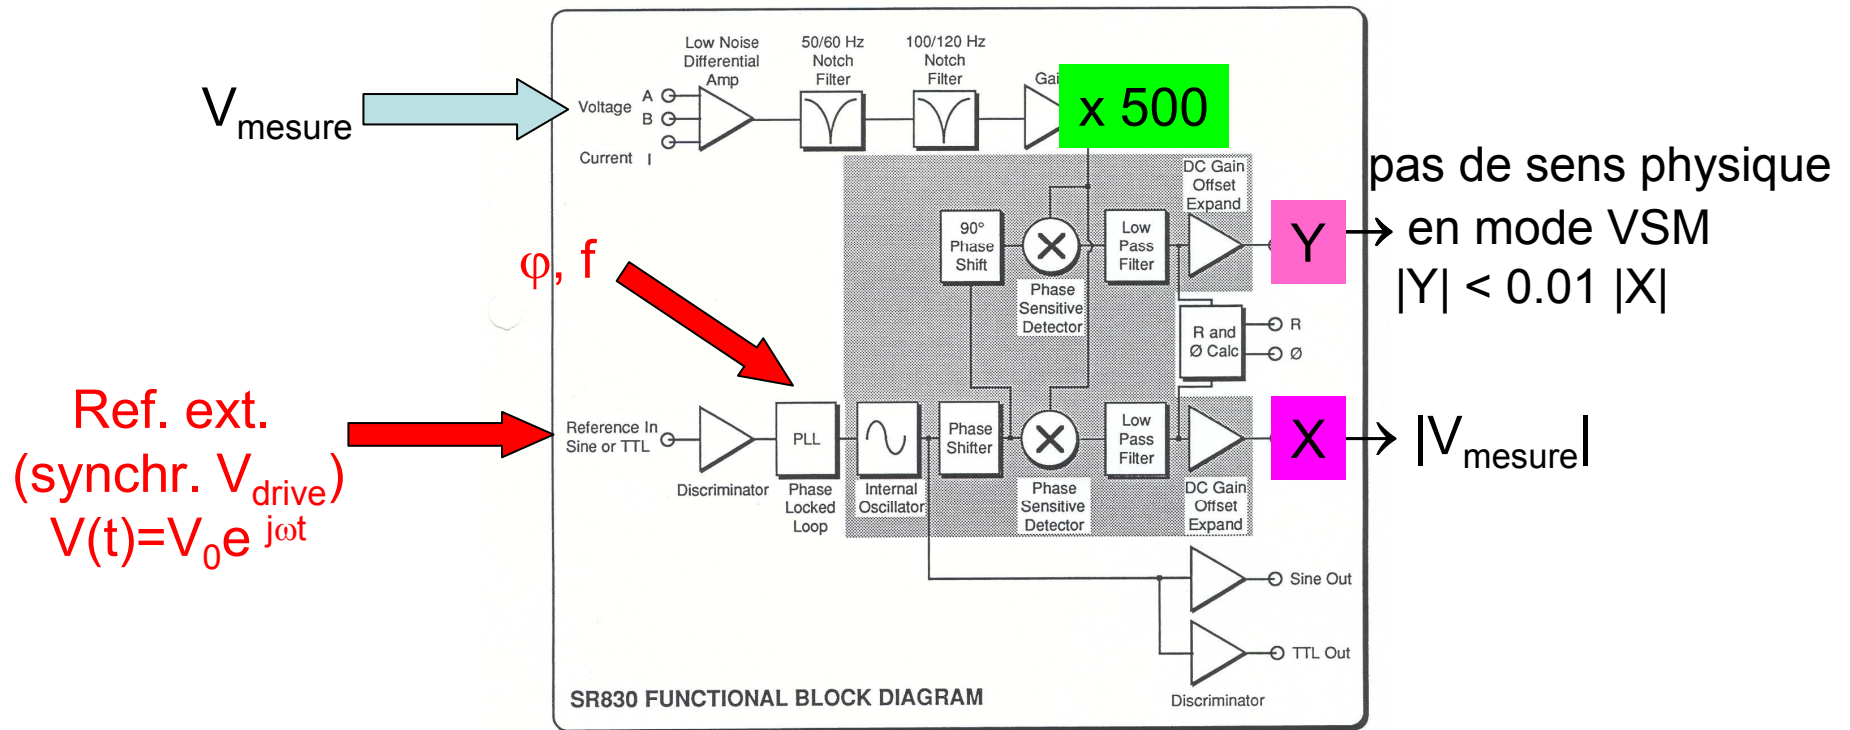 Low Noise
Differential
Amp
50/60 Hz
Notch
Filter
100/120 Hz
Notch
Filter
Gai
x 500
Vmesure
Voltage
A
B
Current
I
DC Gain
Offset
Expand
pas de sens physique
en mode VSM
|Y| < 0.01 |X|
90°
Phase
Shift
Low
Pass
Filter
Y
Phase
Sensitive
Detector
φ, f
R and
Ø Calc
R
Ø
Ref. ext.
(synchr. Vdrive)
V(t)=V0e jωt
Reference In
Sine or TTL
PLL
Phase
Shifter
Low
Pass
Filter
X
|Vmesure|
Discriminator
Phase
Locked
Loop
Internal
Oscillator
Phase
Sensitive
Detector
DC Gain
Offset
Expand
Sine Out
TTL Out
Discriminator
SR830 FUNCTIONAL BLOCK DIAGRAM